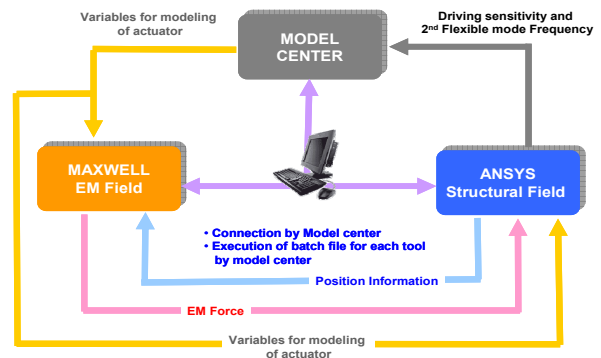 Variables for modeling
of actuator
MODEL
CENTER
Driving sensitivity and
2nd Flexible mode Frequency
MAXWELL
EM Field
ANSYS
Structural Field
• Connection by Model center
• Execution of batch file for each tool
by model center
Position Information
EM Force
Variables for modeling
of actuator